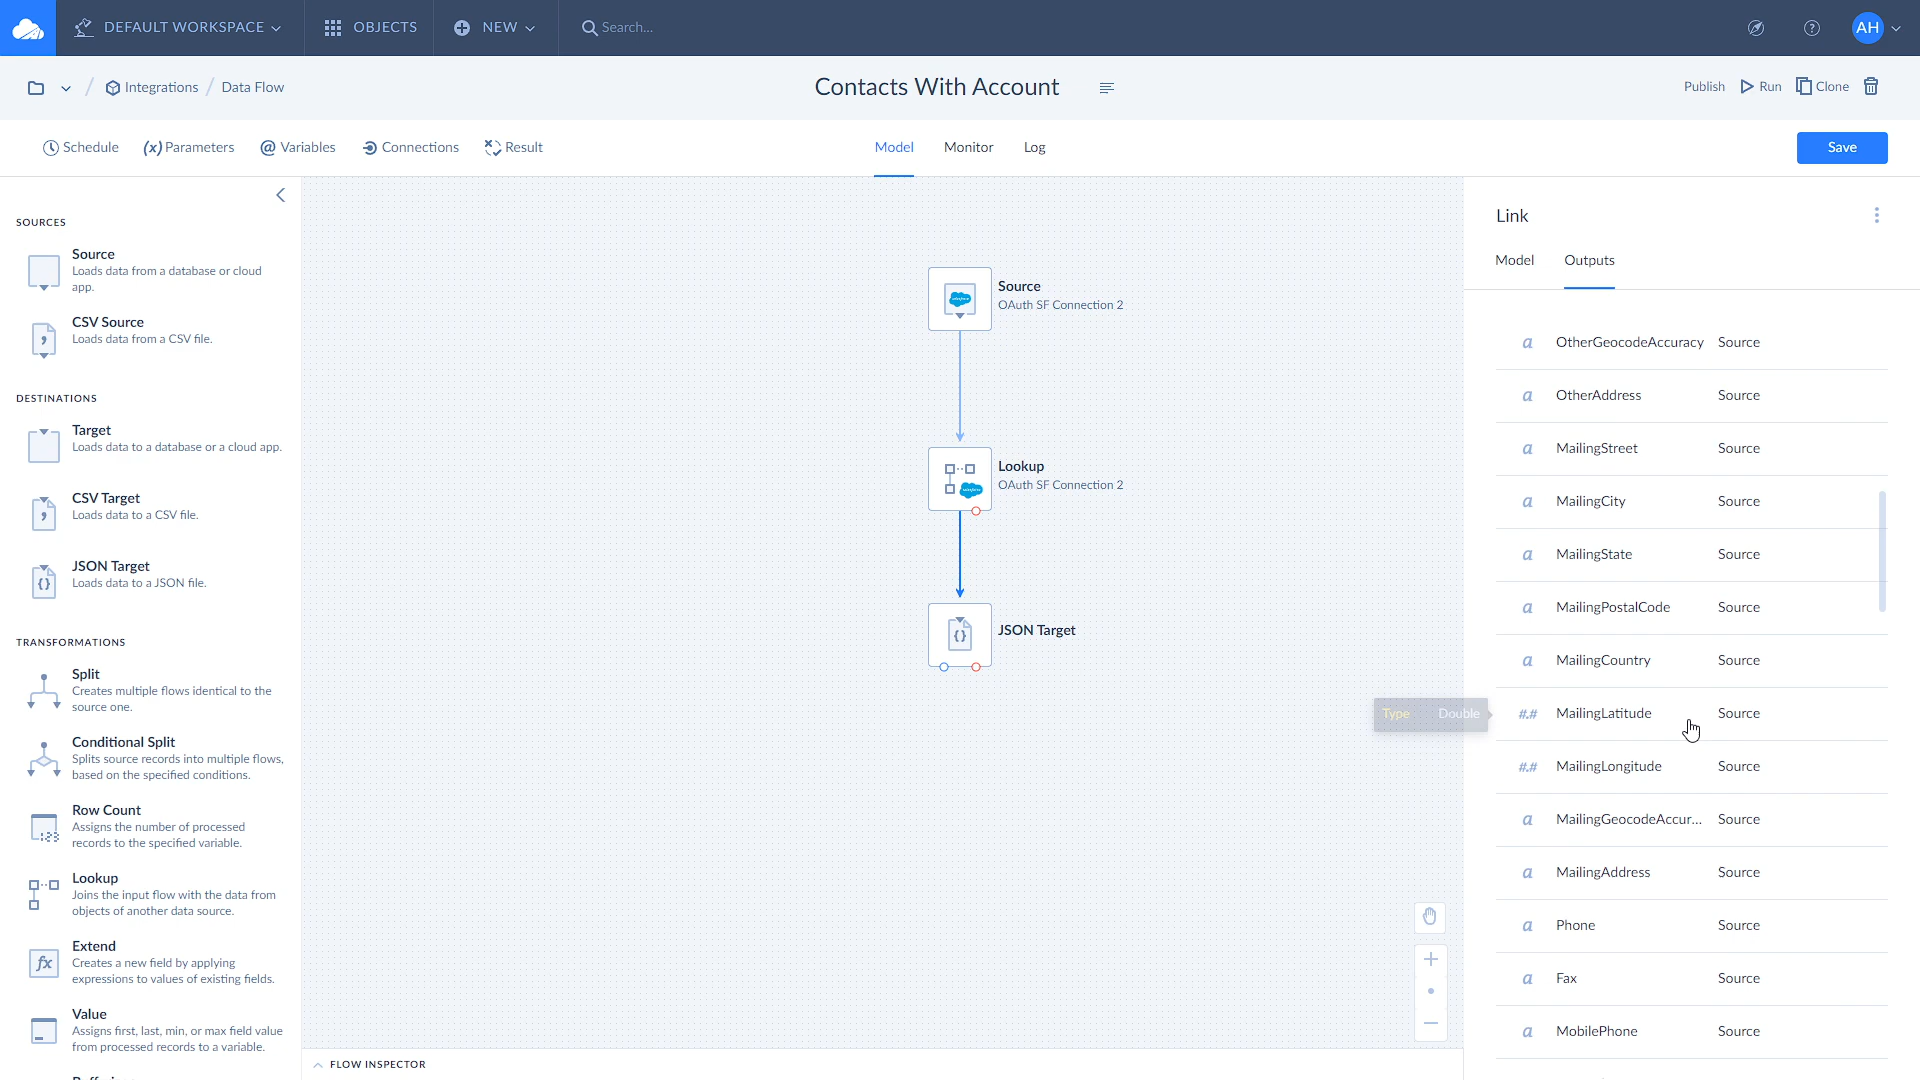 DEFAULT WORKSPACE
OBJECTS
NEW
Search...
AH
Integrations / Data Flow
Contacts With Account
Publish
Run
Clone
Schedule
(x) Parameters
@ Variables
Connections
Result
Model
Monitor
Log
Save
SOURCES
Source
Loads data from a database or cloud
app.
CSV Source
Loads data from a CSV file.
DESTINATIONS
Target
Loads data to a database or a cloud app.
CSV Target
Loads data to a CSV file.
JSON Target
Loads data to a JSON file.
TRANSFORMATIONS
Split
Creates multiple flows identical to the
source one.
Conditional Split
Splits source records into multiple flows,
based on the specified conditions.
Row Count
Assigns the number of processed
records to the specified variable.
Lookup
Joins the input flow with the data from
objects of another data source.
Extend
Creates a new field by applying
expressions to values of existing fields.
Value
Assigns first, last, min, or max field value
from processed records to a variable.
Source
OAuth SF Connection 2
Lookup
OAuth SF Connection 2
JSON Target
FLOW INSPECTOR
Type Double
Link
Model
Outputs
a OtherGeocodeAccuracy Source
a OtherAddress Source
a MailingStreet Source
a MailingCity Source
a MailingState Source
a MailingPostalCode Source
a MailingCountry Source
#.# MailingLatitude Source
#.# MailingLongitude Source
a MailingGeocodeAccur... Source
a MailingAddress Source
a Phone Source
a Fax Source
a MobilePhone Source